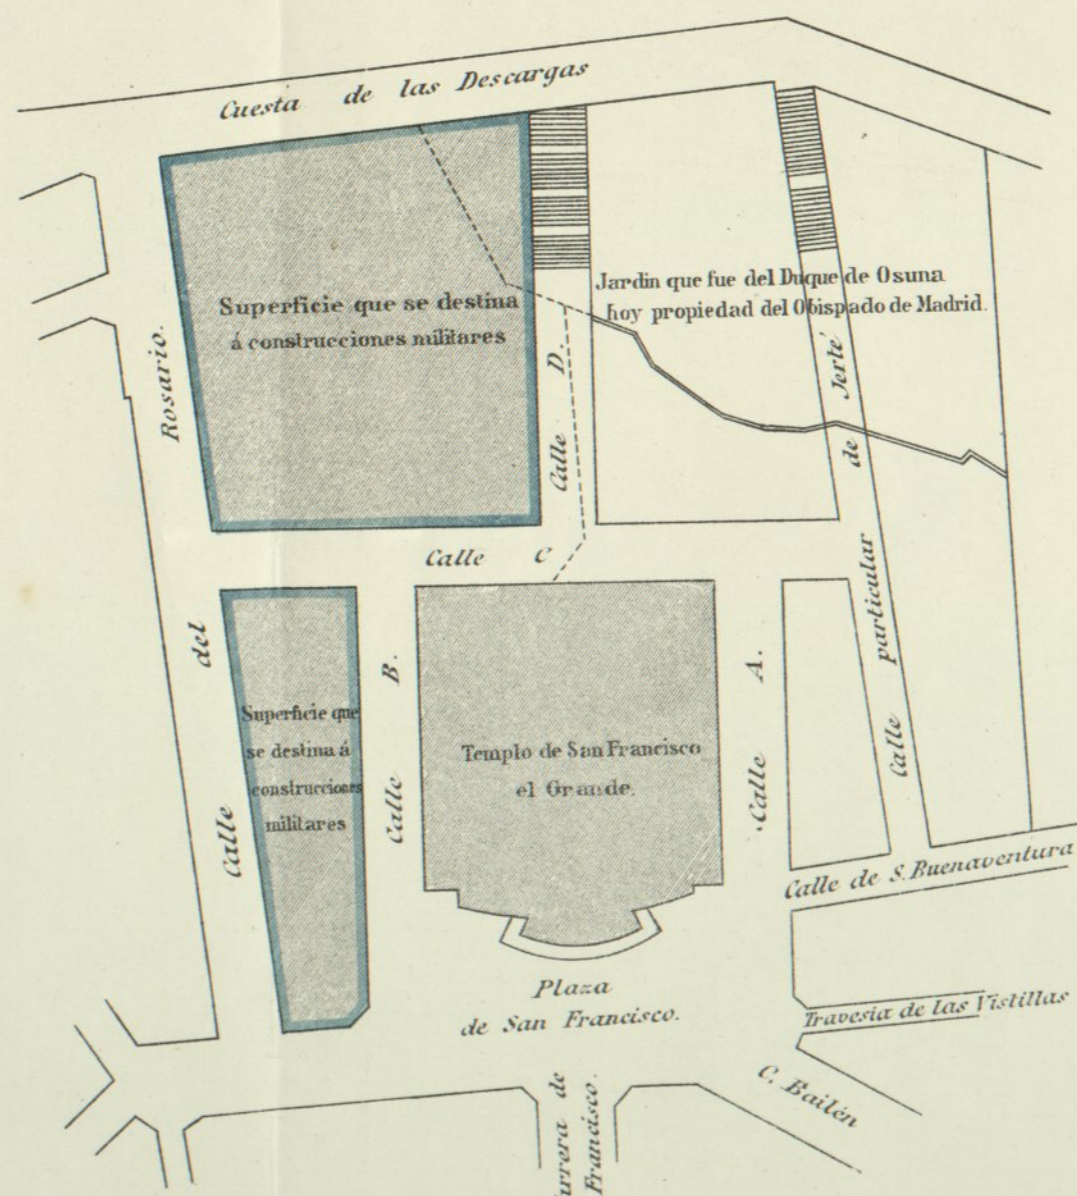 Cuesta de las Descargas
Superficie que se destina
á construcciones militares
Jardin que fue del Duque de Osuna
hoy propiedad del Obispado de Madrid.
Calle del Rosario.
Calle D.
Calle particular de Jerté
Calle C
Superficie que
se destina á
construcciones
militares
Calle B.
Templo de San Francisco
el Grande.
Calle A.
Calle de S. Buenaventura
Plaza
de San Francisco.
Travesia de las Vistillas
C. Bailén
de
Francisco.